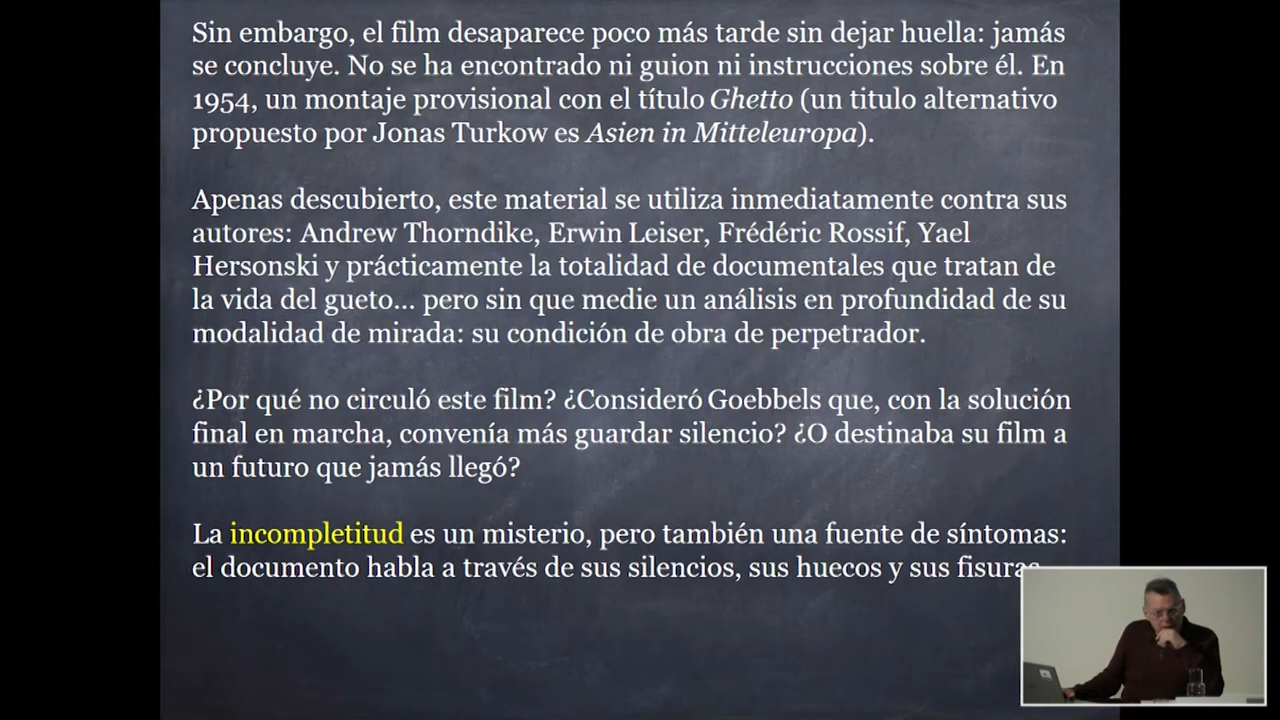 Sin embargo, el film desaparece poco más tarde sin dejar huella: jamás
se concluye. No se ha encontrado ni guion ni instrucciones sobre él. En
1954, un montaje provisional con el título Ghetto (un titulo alternativo
propuesto por Jonas Turkow es Asien in Mitteleuropa).
Apenas descubierto, este material se utiliza inmediatamente contra sus
autores: Andrew Thorndike, Erwin Leiser, Frédéric Rossif, Yael
Hersonski y prácticamente la totalidad de documentales que tratan de
la vida del gueto... pero sin que medie un análisis en profundidad de su
modalidad de mirada: su condición de obra de perpetrador.
¿Por qué no circuló este film? ¿Consideró Goebbels que, con la solución
final en marcha, convenía más guardar silencio? ¿O destinaba su film a
un futuro que jamás llegó?
La incompletitud es un misterio, pero también una fuente de síntomas:
el documento habla a través de sus silencios, sus huecos y sus fisuras